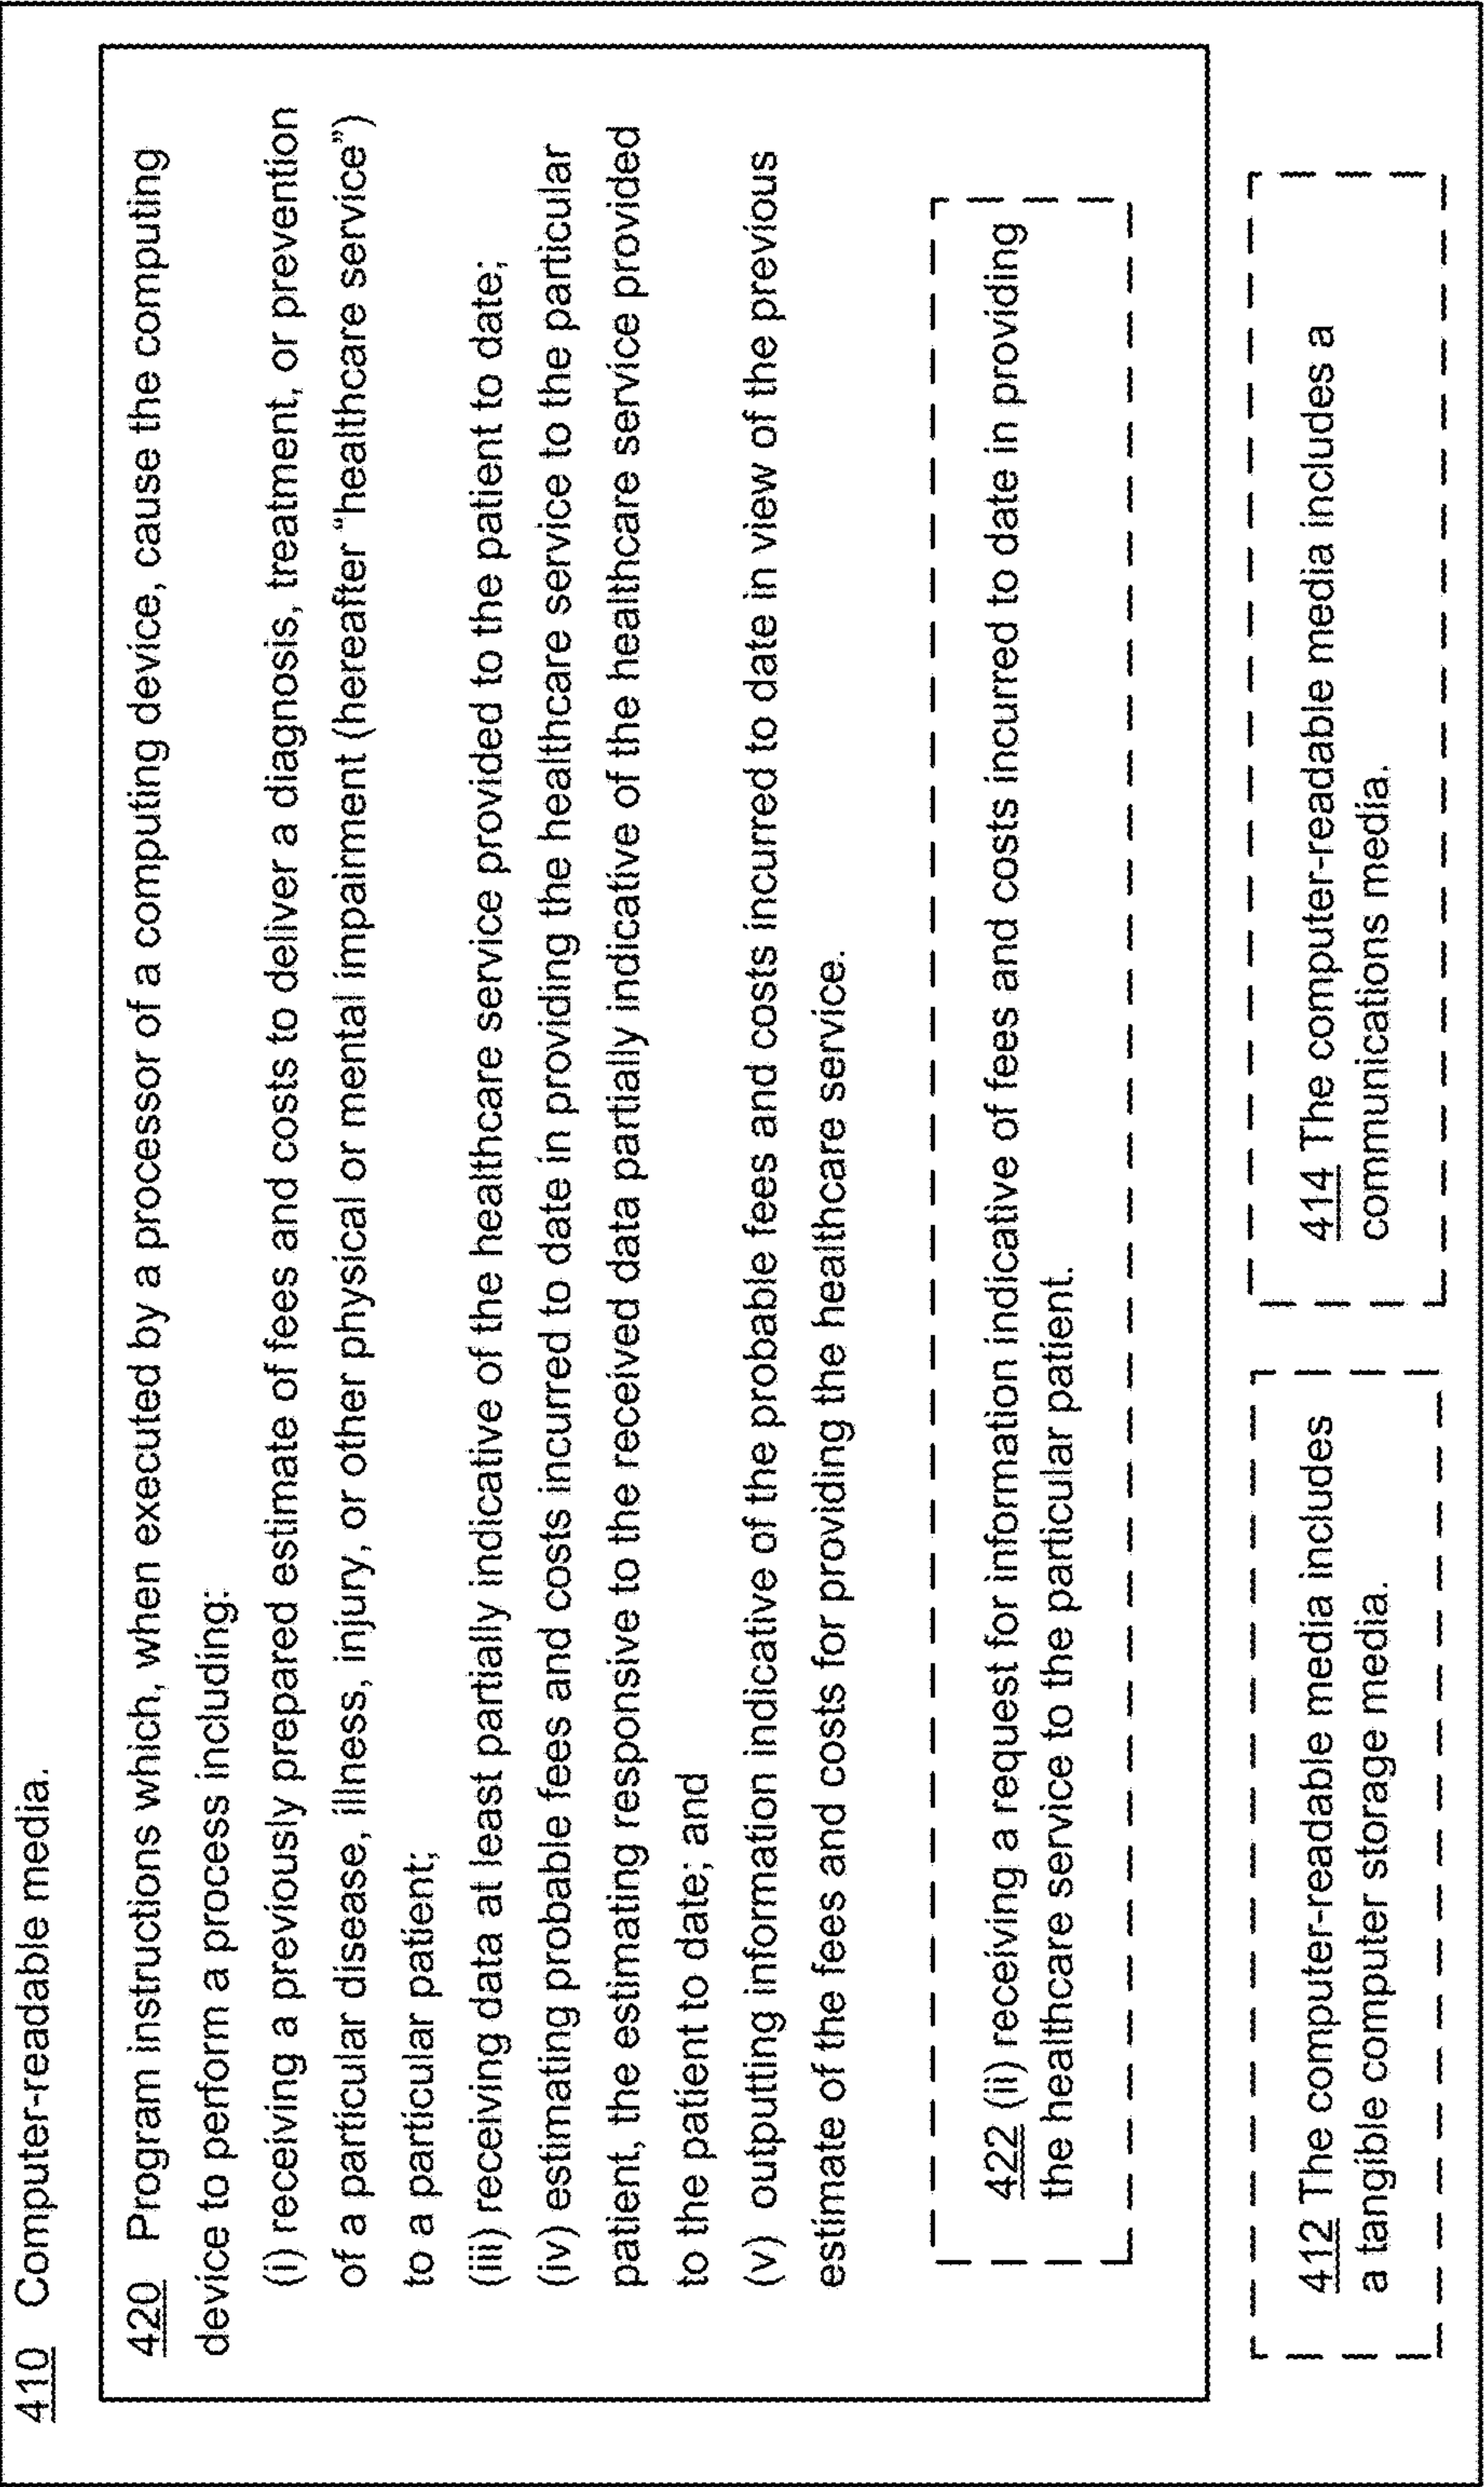 410 Computer-readable media.
420 Program instructions which, when executed by a processor of a computing device, cause the computing
device to perform a process including:
(i) receiving a previously prepared estimate of fees and costs to deliver a diagnosis, treatment, or prevention
of a particular disease, illness, injury, or other physical or mental impairment (hereafter “healthcare service”)
to a particular patient;
(iii) receiving data at least partially indicative of the healthcare service provided to the patient to date;
(iv) estimating probable fees and costs incurred to date in providing the healthcare service to the particular
patient, the estimating responsive to the received data partially indicative of the healthcare service provided
to the patient to date; and
(v) outputting information indicative of the probable fees and costs incurred to date in view of the previous
estimate of the fees and costs for providing the healthcare service.
422 (ii) receiving a request for information indicative of fees and costs incurred to date in providing
the healthcare service to the particular patient.
412 The computer-readable media includes
a tangible computer storage media.
414 The computer-readable media includes a
communications media.